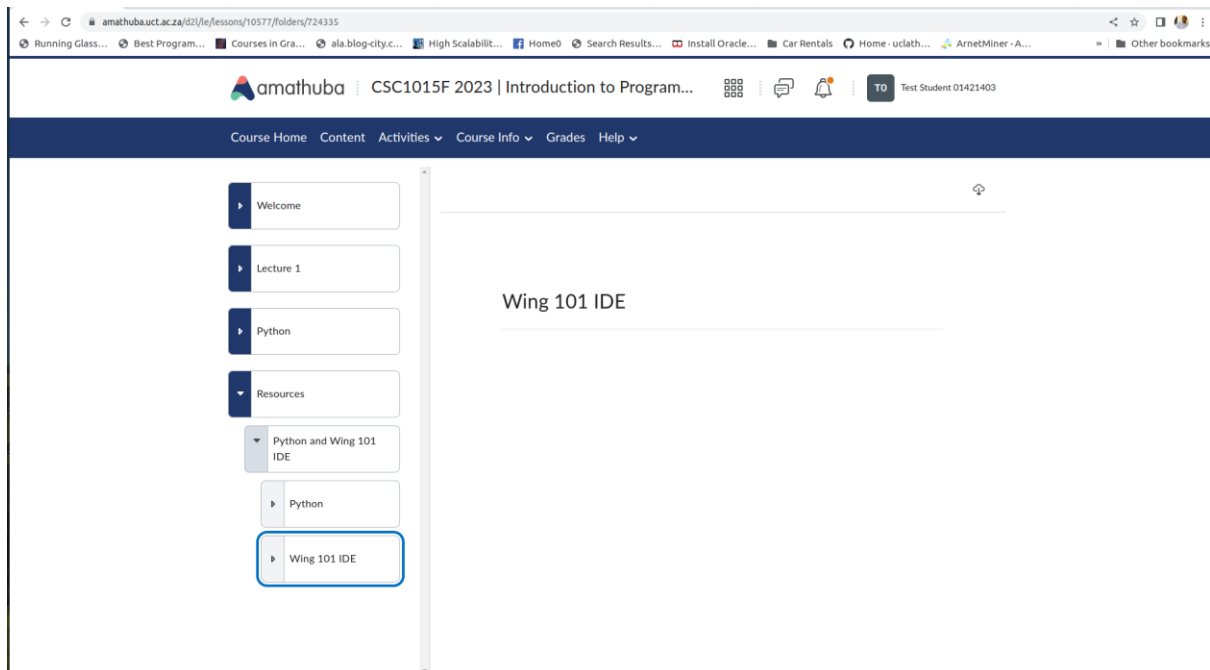 amathuba.uct.ac.za/d2l/le/lessons/10577/folders/724335
Running Glass... Best Program... Courses in Gra... ala.blog-city.c... High Scalabilit... Home0 Search Results... Install Oracle... Car Rentals Home - uclath... ArnetMiner - A... » Other bookmarks
amathuba CSC1015F 2023 | Introduction to Program... TO Test Student 01421403
Course Home Content Activities Course Info Grades Help
Welcome
Lecture 1
Python
Resources
Python and Wing 101
IDE
Python
Wing 101 IDE
Wing 101 IDE